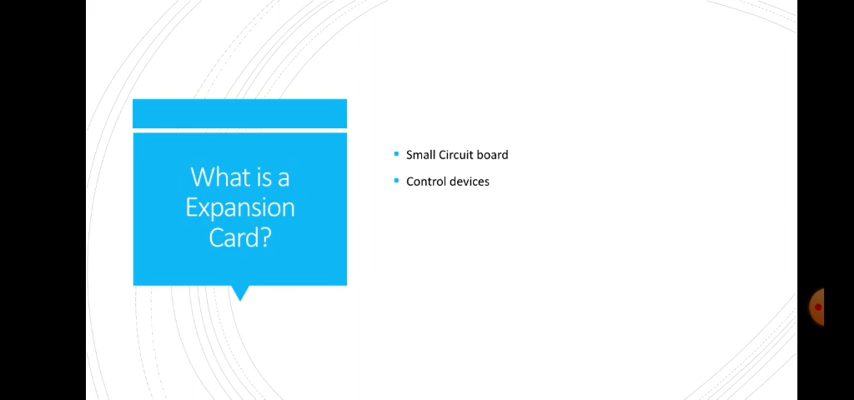 What is a
Expansion
Card?
Small Circuit board
Control devices